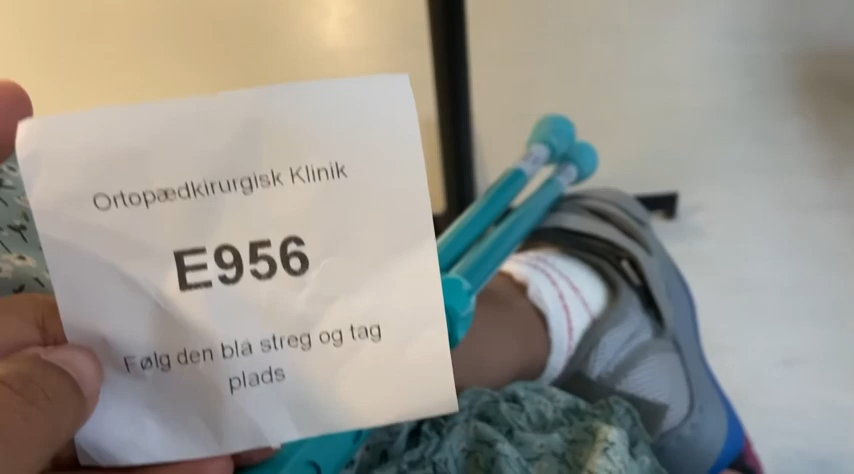 Ortopædkirurgisk Klinik
E956
Følg den blå streg og tag
plads